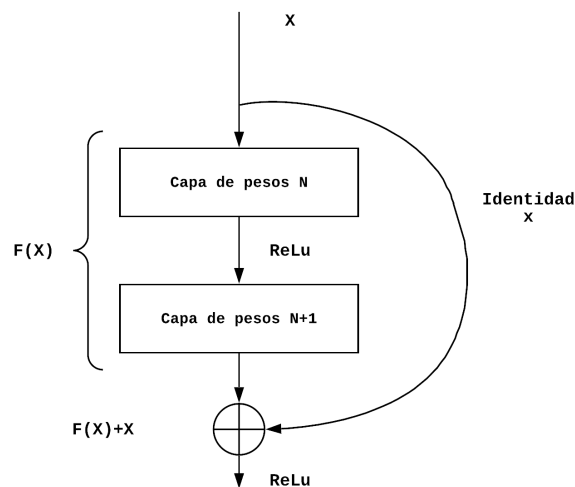 X
Capa de pesos N
Identidad
x
F(X)
ReLu
Capa de pesos N+1
F(X)+X
ReLu